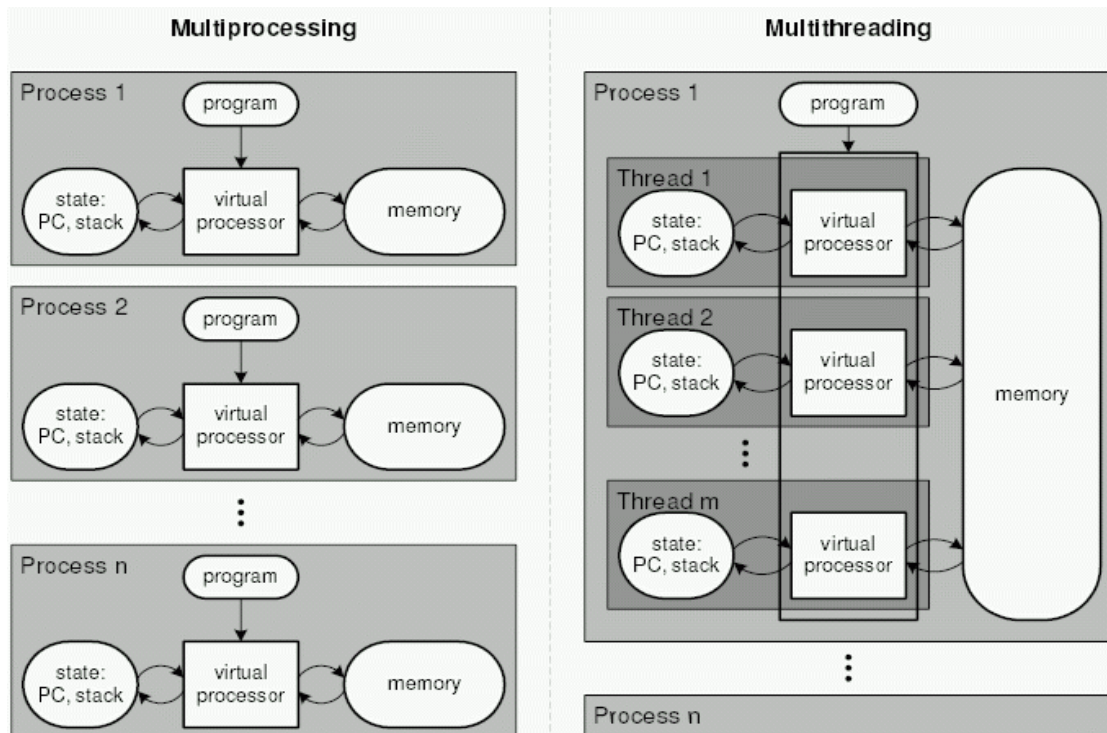 Multiprocessing
Process 1
program
state:
PC, stack
virtual
processor
memory
Process 2
program
state:
PC, stack
virtual
processor
memory
Process n
program
state:
PC, stack
virtual
processor
memory
Multithreading
Process 1
program
Thread 1
state:
PC, stack
virtual
processor
Thread 2
state:
PC, stack
virtual
processor
Thread m
state:
PC, stack
virtual
processor
memory
Process n